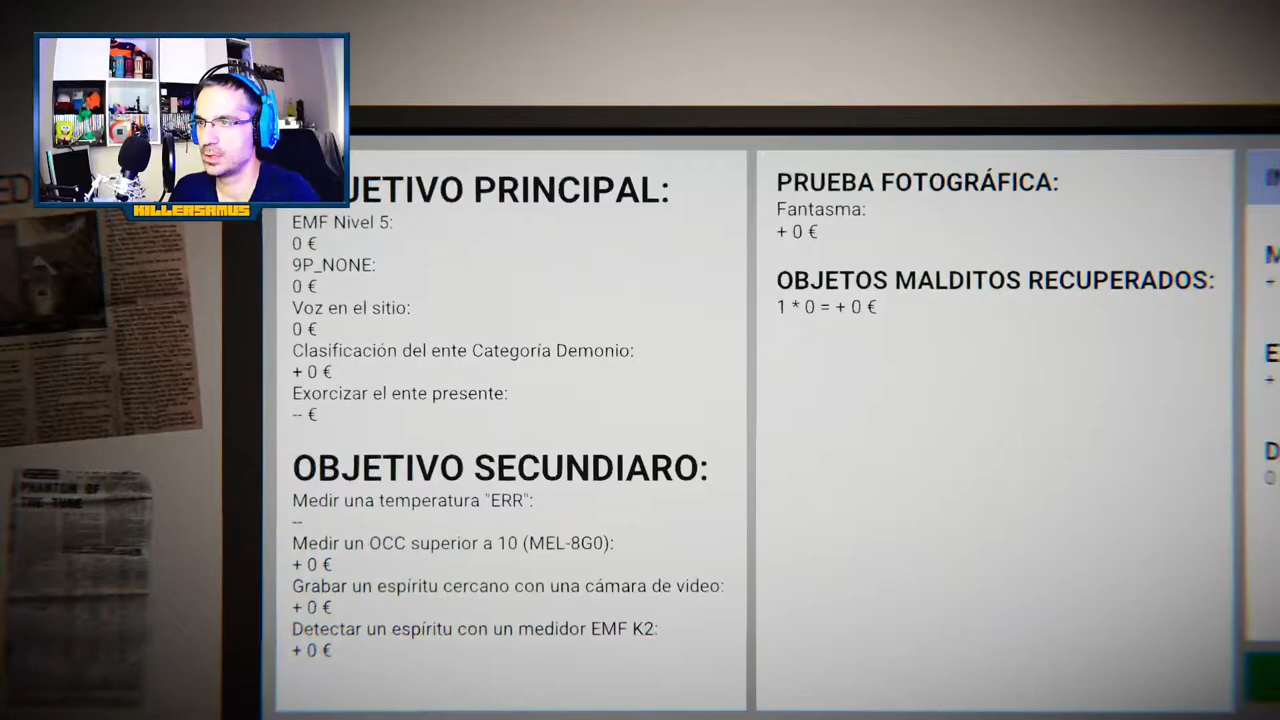 KILLERSAMUS
JETIVO PRINCIPAL:
EMF Nivel 5:
0 €
9P_NONE:
0 €
Voz en el sitio:
0 €
Clasificación del ente Categoría Demonio:
+ 0 €
Exorcizar el ente presente:
-- €
OBJETIVO SECUNDIARO:
Medir una temperatura "ERR":
--
Medir un OCC superior a 10 (MEL-8G0):
+ 0 €
Grabar un espíritu cercano con una cámara de video:
+ 0 €
Detectar un espíritu con un medidor EMF K2:
+ 0 €
PRUEBA FOTOGRÁFICA:
Fantasma:
+ 0 €
OBJETOS MALDITOS RECUPERADOS:
1 * 0 = + 0 €
PHANTOM OF
THE TUBE